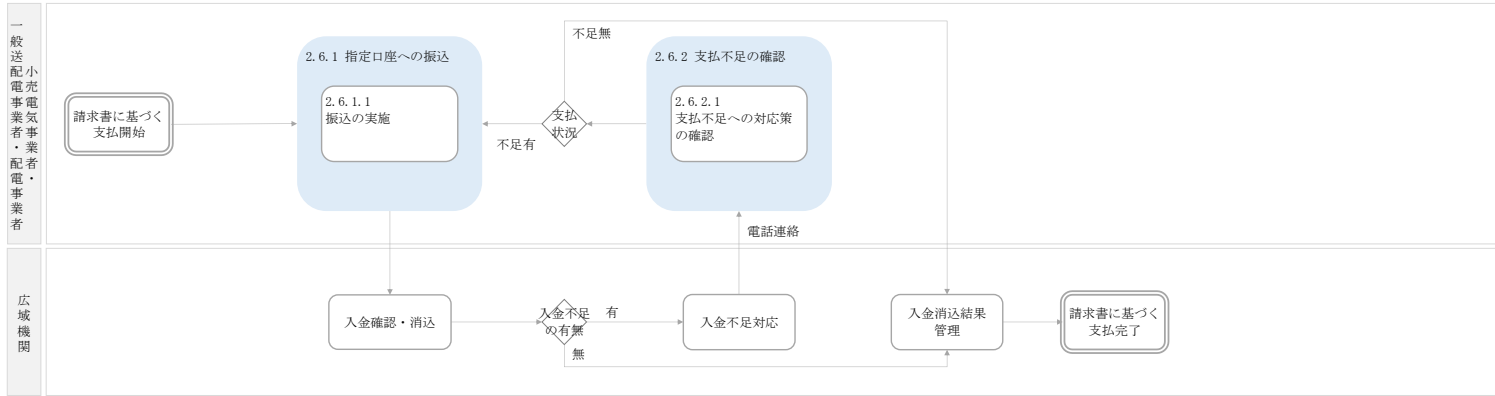 一般送配電事業者・配電事業者
小売電気事業者・
請求書に基づく
支払開始
2.6.1 指定口座への振込
2.6.1.1
振込の実施
不足無
支払
状況
不足有
2.6.2 支払不足の確認
2.6.2.1
支払不足への対応策
の確認
電話連絡
広域機関
入金確認・消込
入金不足
の有無
有
無
入金不足対応
入金消込結果
管理
請求書に基づく
支払完了